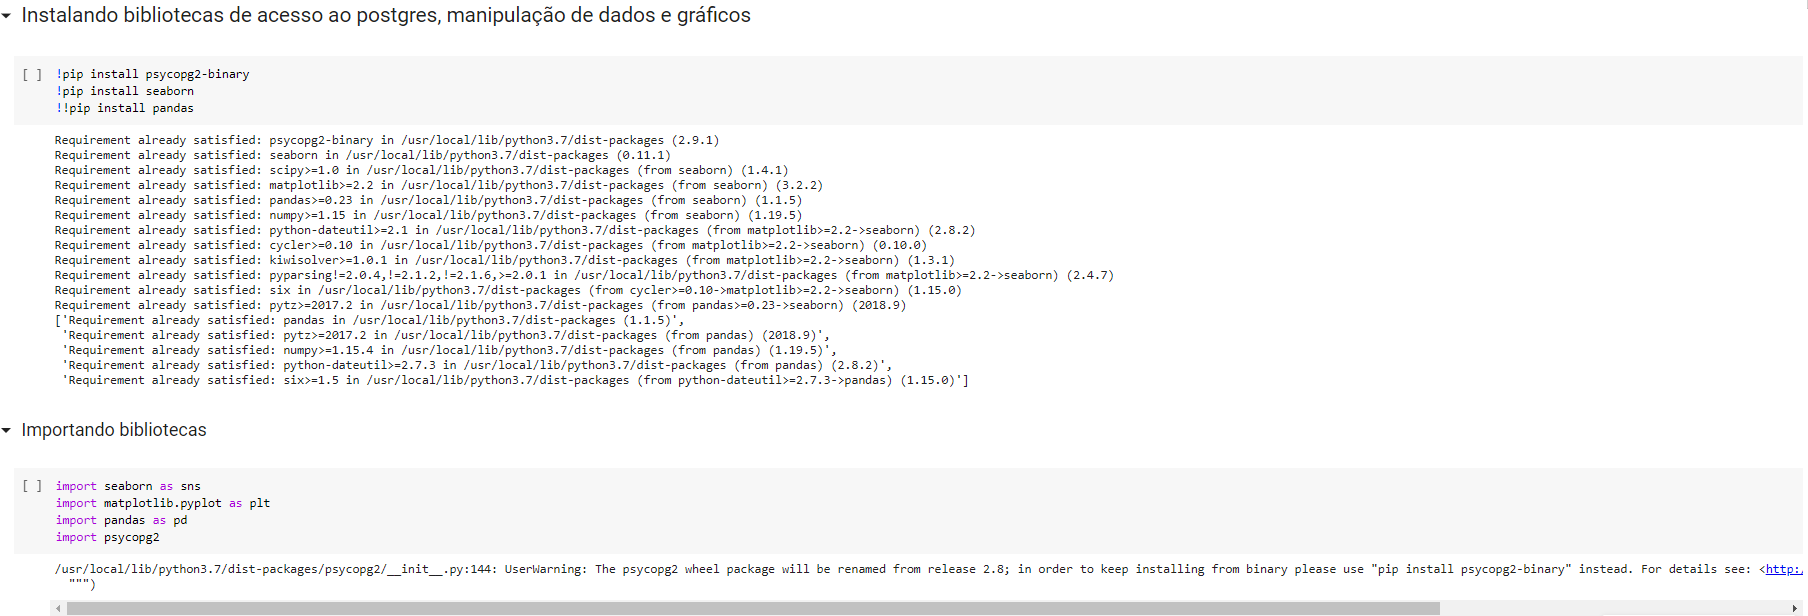 Instalando bibliotecas de acesso ao postgres, manipulação de dados e gráficos
[ ] !pip install psycopg2-binary
!pip install seaborn
!!pip install pandas
Requirement already satisfied: psycopg2-binary in /usr/local/lib/python3.7/dist-packages (2.9.1)
Requirement already satisfied: seaborn in /usr/local/lib/python3.7/dist-packages (0.11.1)
Requirement already satisfied: scipy>=1.0 in /usr/local/lib/python3.7/dist-packages (from seaborn) (1.4.1)
Requirement already satisfied: matplotlib>=2.2 in /usr/local/lib/python3.7/dist-packages (from seaborn) (3.2.2)
Requirement already satisfied: pandas>=0.23 in /usr/local/lib/python3.7/dist-packages (from seaborn) (1.1.5)
Requirement already satisfied: numpy>=1.15 in /usr/local/lib/python3.7/dist-packages (from seaborn) (1.19.5)
Requirement already satisfied: python-dateutil>=2.1 in /usr/local/lib/python3.7/dist-packages (from matplotlib>=2.2->seaborn) (2.8.2)
Requirement already satisfied: cycler>=0.10 in /usr/local/lib/python3.7/dist-packages (from matplotlib>=2.2->seaborn) (0.10.0)
Requirement already satisfied: kiwisolver>=1.0.1 in /usr/local/lib/python3.7/dist-packages (from matplotlib>=2.2->seaborn) (1.3.1)
Requirement already satisfied: pyparsing!=2.0.4,!=2.1.2,!=2.1.6,>=2.0.1 in /usr/local/lib/python3.7/dist-packages (from matplotlib>=2.2->seaborn) (2.4.7)
Requirement already satisfied: six in /usr/local/lib/python3.7/dist-packages (from cycler>=0.10->matplotlib>=2.2->seaborn) (1.15.0)
Requirement already satisfied: pytz>=2017.2 in /usr/local/lib/python3.7/dist-packages (from pandas>=0.23->seaborn) (2018.9)
['Requirement already satisfied: pandas in /usr/local/lib/python3.7/dist-packages (1.1.5)',
'Requirement already satisfied: pytz>=2017.2 in /usr/local/lib/python3.7/dist-packages (from pandas) (2018.9)',
'Requirement already satisfied: numpy>=1.15.4 in /usr/local/lib/python3.7/dist-packages (from pandas) (1.19.5)',
'Requirement already satisfied: python-dateutil>=2.7.3 in /usr/local/lib/python3.7/dist-packages (from pandas) (2.8.2)',
'Requirement already satisfied: six>=1.5 in /usr/local/lib/python3.7/dist-packages (from python-dateutil>=2.7.3->pandas) (1.15.0)']
Importando bibliotecas
[ ] import seaborn as sns
import matplotlib.pyplot as plt
import pandas as pd
import psycopg2
/usr/local/lib/python3.7/dist-packages/psycopg2/__init__.py:144: UserWarning: The psycopg2 wheel package will be renamed from release 2.8; in order to keep installing from binary please use "pip install psycopg2-binary" instead. For details see: <http:/
""")